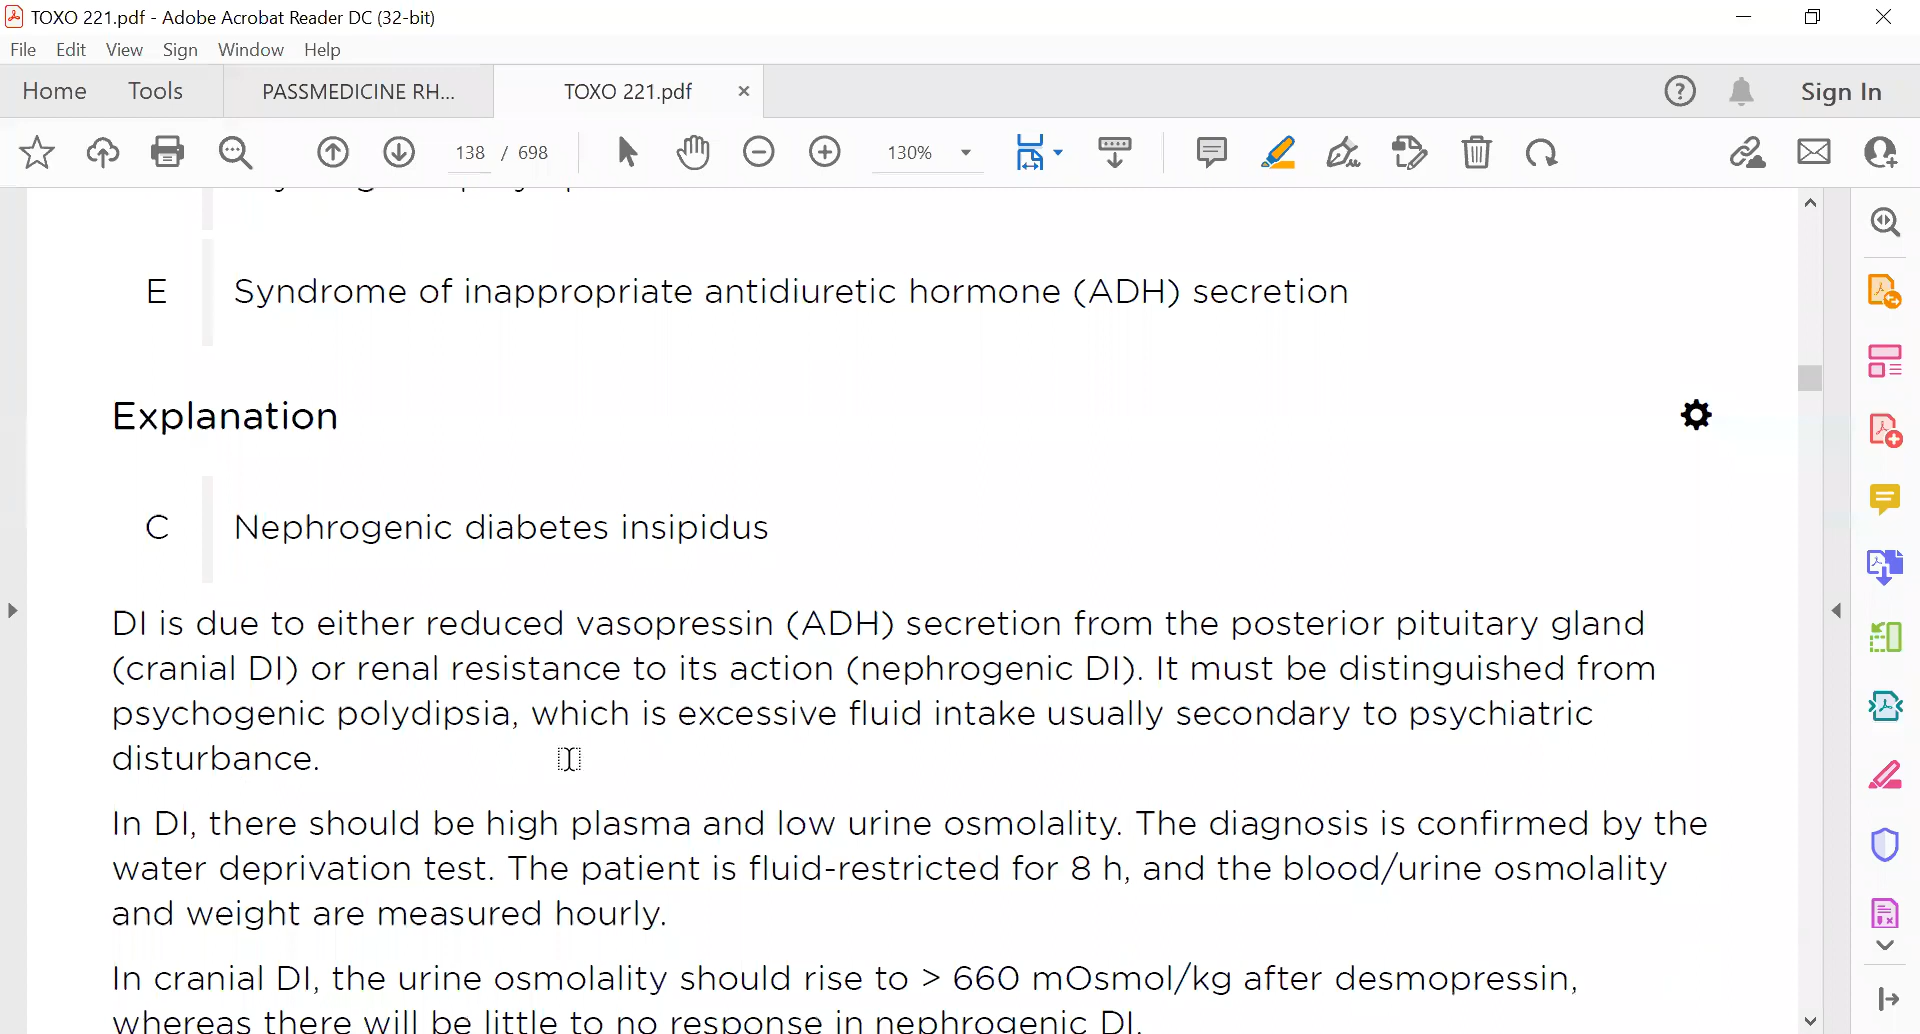 TOXO 221.pdf - Adobe Acrobat Reader DC (32-bit)
File Edit View Sign Window Help
Home Tools PASSMEDICINE RH... TOXO 221.pdf × Sign In
138 / 698 130%
E Syndrome of inappropriate antidiuretic hormone (ADH) secretion
Explanation
C Nephrogenic diabetes insipidus
DI is due to either reduced vasopressin (ADH) secretion from the posterior pituitary gland
(cranial DI) or renal resistance to its action (nephrogenic DI). It must be distinguished from
psychogenic polydipsia, which is excessive fluid intake usually secondary to psychiatric
disturbance.
In DI, there should be high plasma and low urine osmolality. The diagnosis is confirmed by the
water deprivation test. The patient is fluid-restricted for 8 h, and the blood/urine osmolality
and weight are measured hourly.
In cranial DI, the urine osmolality should rise to > 660 mOsmol/kg after desmopressin,
whereas there will be little to no response in nephrogenic DI.